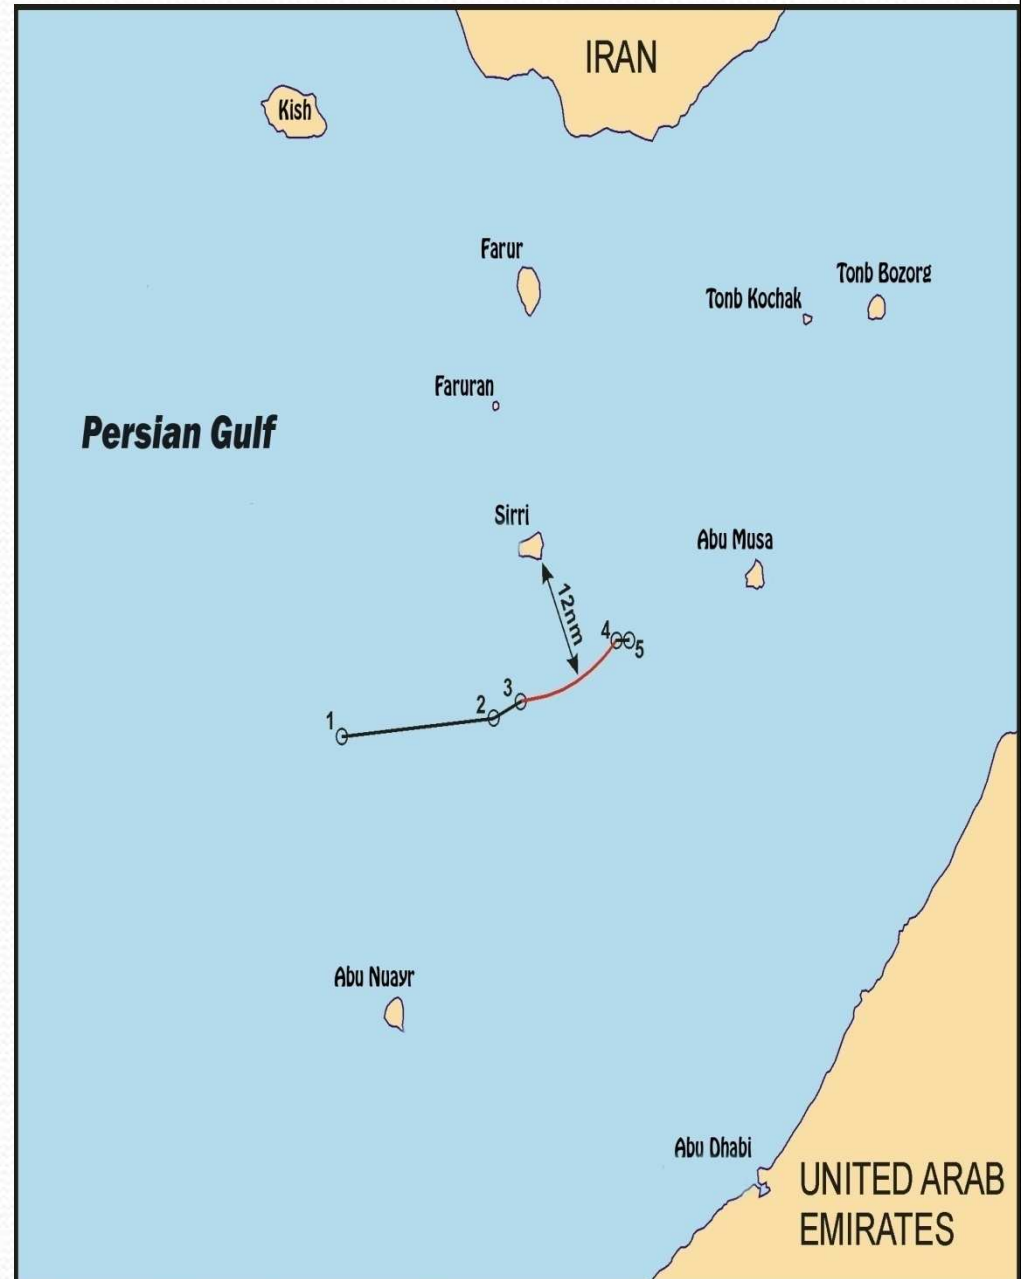 IRAN
Kish
Farur
Tonb Bozorg
Tonb Kochak
Faruran
Persian Gulf
Sirri
Abu Musa
12nm
4
5
3
2
1
Abu Nuayr
Abu Dhabi
UNITED ARAB
EMIRATES